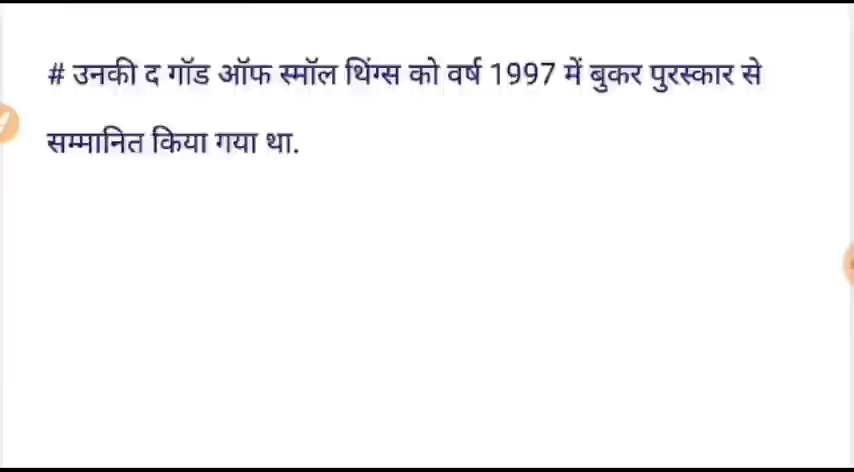 # उनकी द गॉड ऑफ स्मॉल थिंग्स को वर्ष 1997 में बुकर पुरस्कार से
सम्मानित किया गया था.